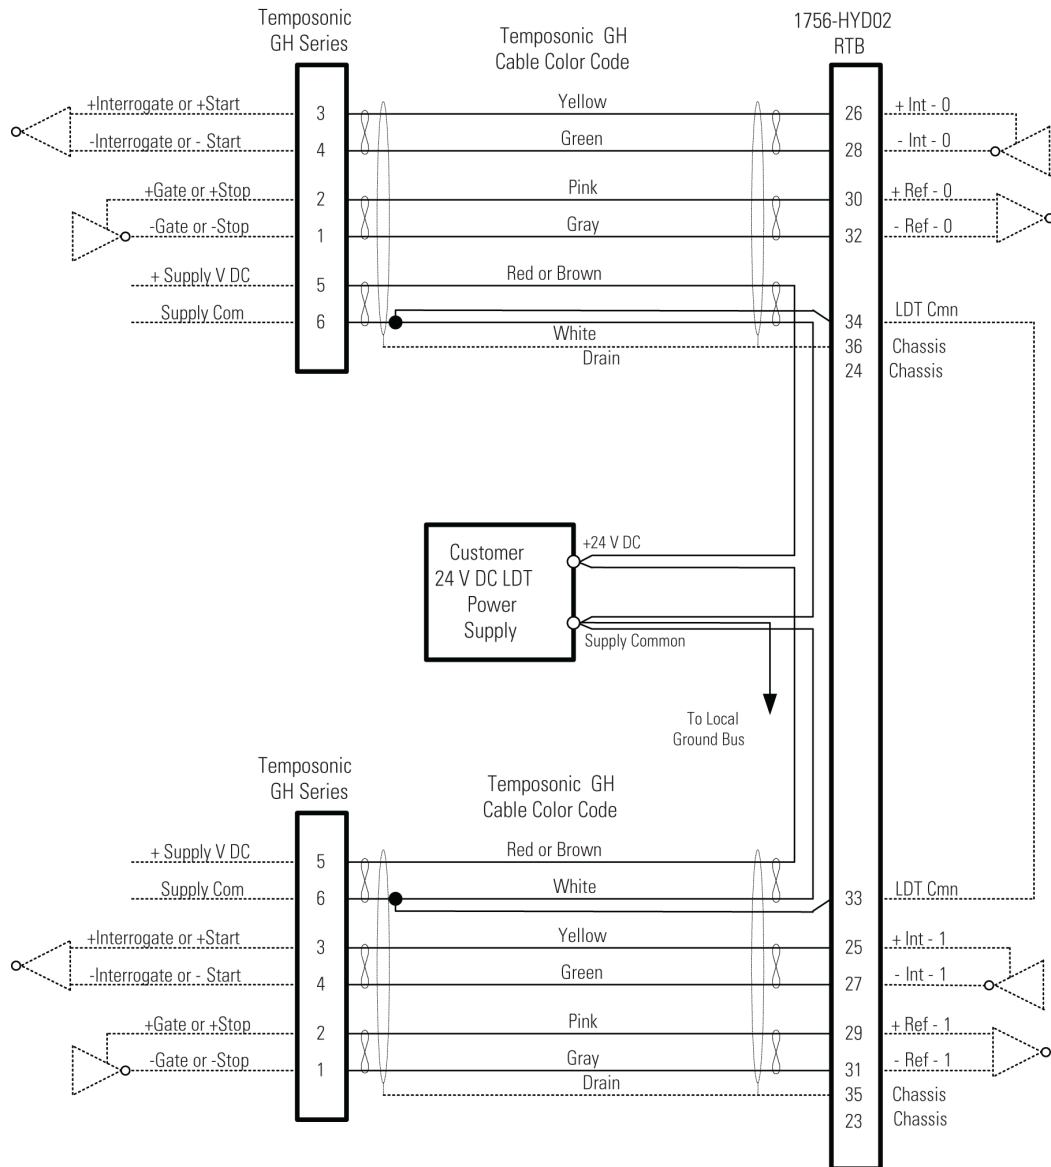 Temposonic
GH Series
Temposonic GH
Cable Color Code
1756-HYD02
RTB
+Interrogate or +Start
3
Yellow
26
+ Int - 0
-Interrogate or - Start
4
Green
28
- Int - 0
+Gate or +Stop
2
Pink
30
+ Ref - 0
-Gate or -Stop
1
Gray
32
- Ref - 0
+ Supply V DC
5
Red or Brown
Supply Com
6
White
34
LDT Cmn
Drain
36
Chassis
24
Chassis
Customer
24 V DC LDT
Power
Supply
+24 V DC
Supply Common
To Local
Ground Bus
Temposonic
GH Series
Temposonic GH
Cable Color Code
+ Supply V DC
5
Red or Brown
Supply Com
6
White
33
LDT Cmn
+Interrogate or +Start
3
Yellow
25
+ Int - 1
-Interrogate or - Start
4
Green
27
- Int - 1
+Gate or +Stop
2
Pink
29
+ Ref - 1
-Gate or -Stop
1
Gray
31
- Ref - 1
Drain
35
Chassis
23
Chassis